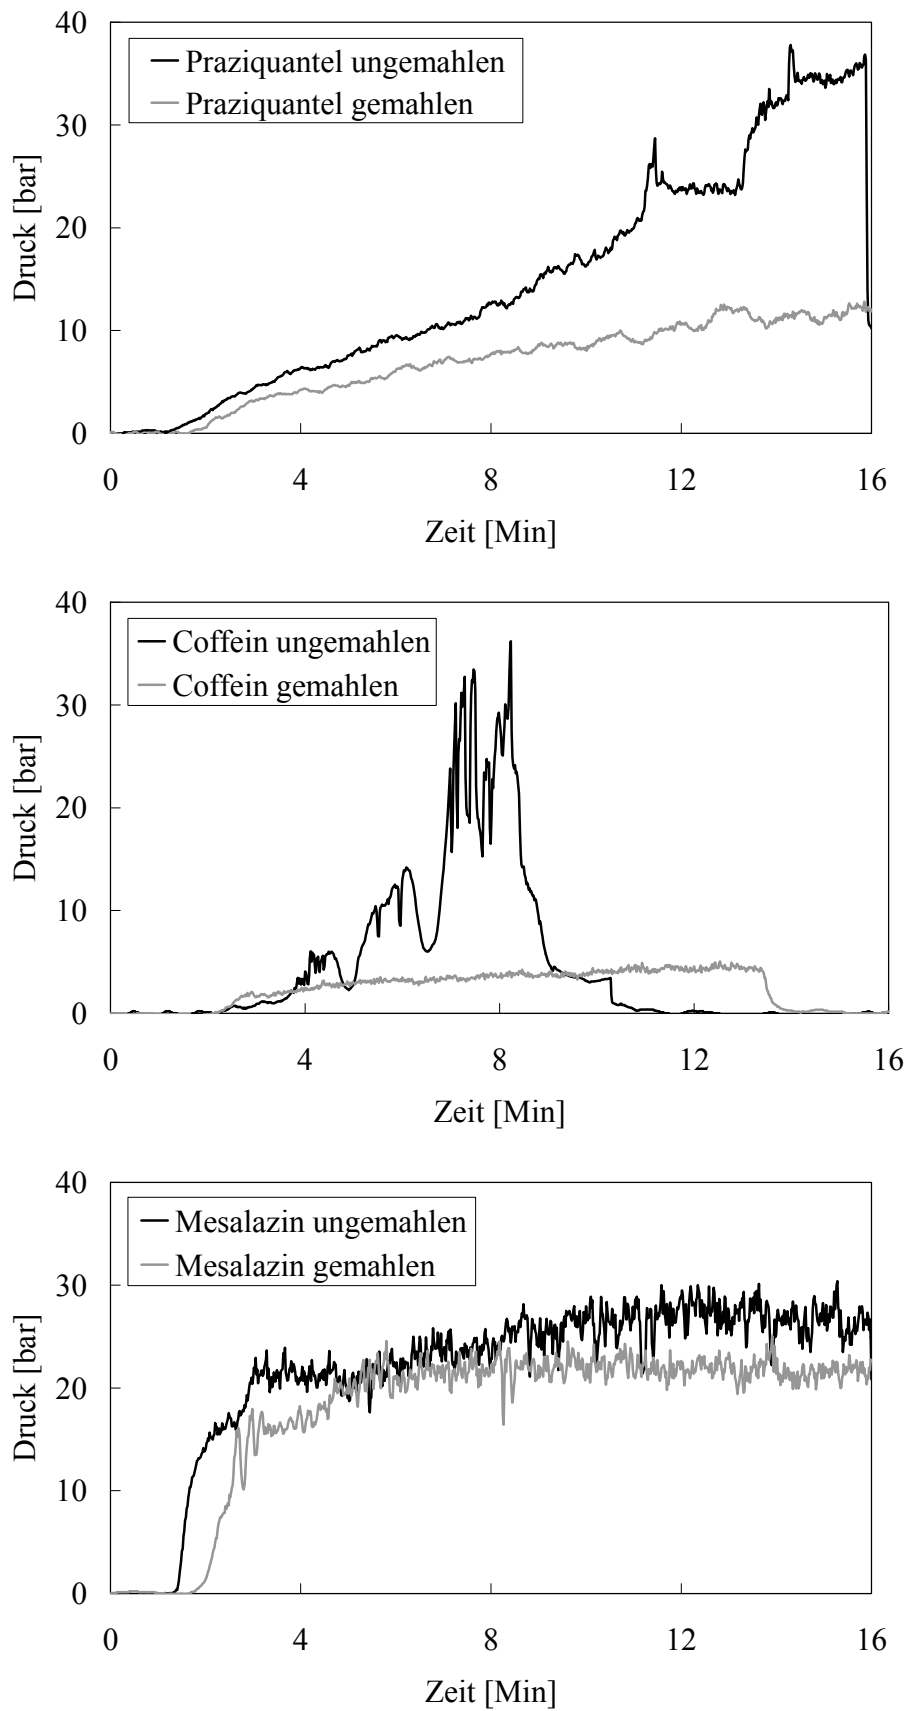 40
Praziquantel ungemahlen
Praziquantel gemahlen
30
20
10
0
Druck [bar]
0 4 8 12 16
Zeit [Min]
40
Coffein ungemahlen
Coffein gemahlen
30
20
10
0
Druck [bar]
0 4 8 12 16
Zeit [Min]
40
Mesalazin ungemahlen
Mesalazin gemahlen
30
20
10
0
Druck [bar]
0 4 8 12 16
Zeit [Min]